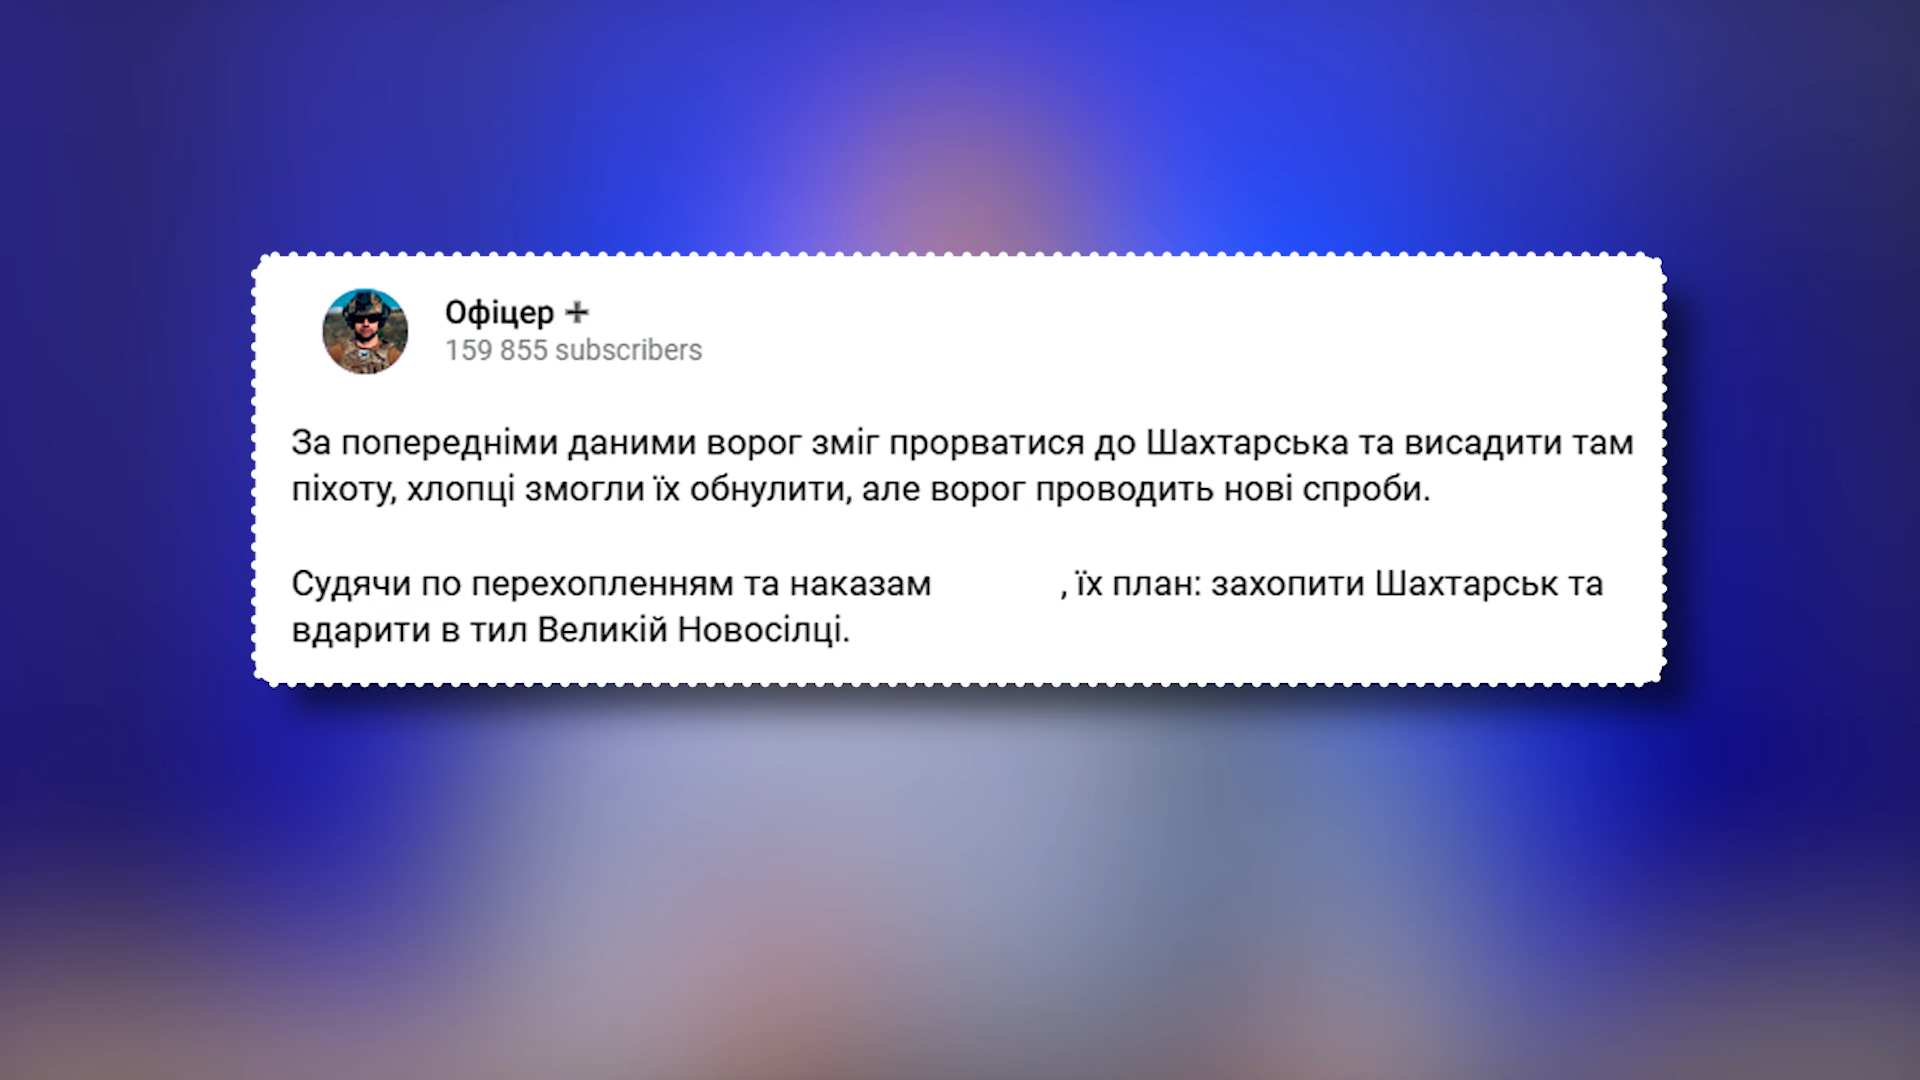 Офіцер +
159 855 subscribers
За попередніми даними ворог зміг прорватися до Шахтарська та висадити там
піхоту, хлопці змогли їх обнулити, але ворог проводить нові спроби.
Судячи по перехопленням та наказам , їх план: захопити Шахтарськ та
вдарити в тил Великій Новосілці.